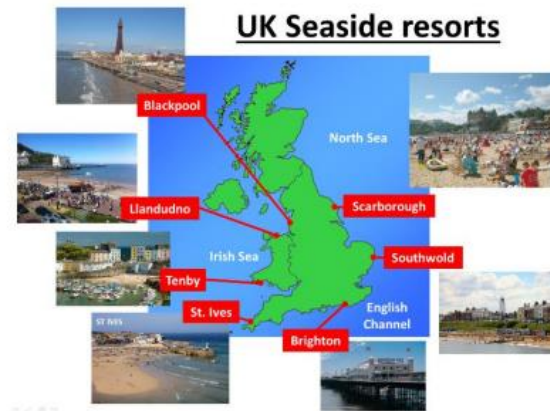 UK Seaside resorts
Blackpool
North Sea
Llandudno
Scarborough
Irish Sea
Southwold
Tenby
St. Ives
English
Channel
Brighton
ST IVES